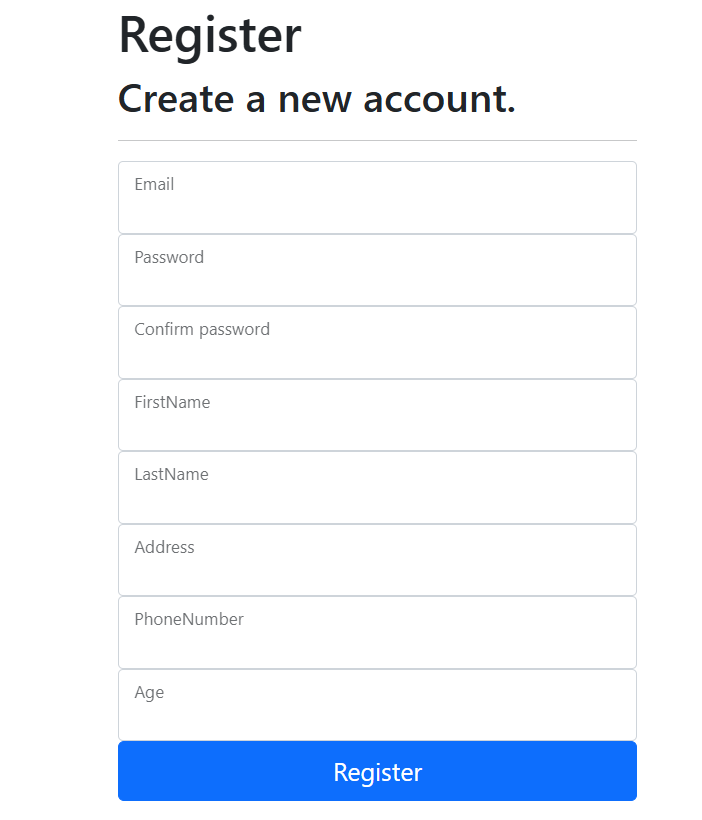 Register
Create a new account.
Email
Password
Confirm password
FirstName
LastName
Address
PhoneNumber
Age
Register